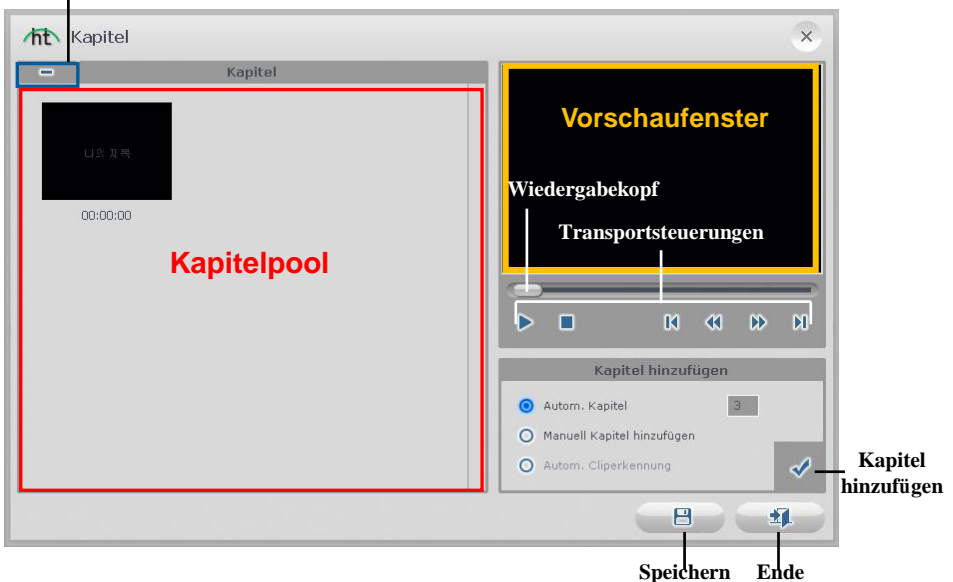 ht Kapitel
Kapitel
00:00:00
Kapitelpool
Vorschaufenster
Wiedergabekopf
Transportsteuerungen
Kapitel hinzufügen
Autom. Kapitel 3
Manuell Kapitel hinzufügen
Autom. Cliperkennung
Kapitel
hinzufügen
Speichern Ende